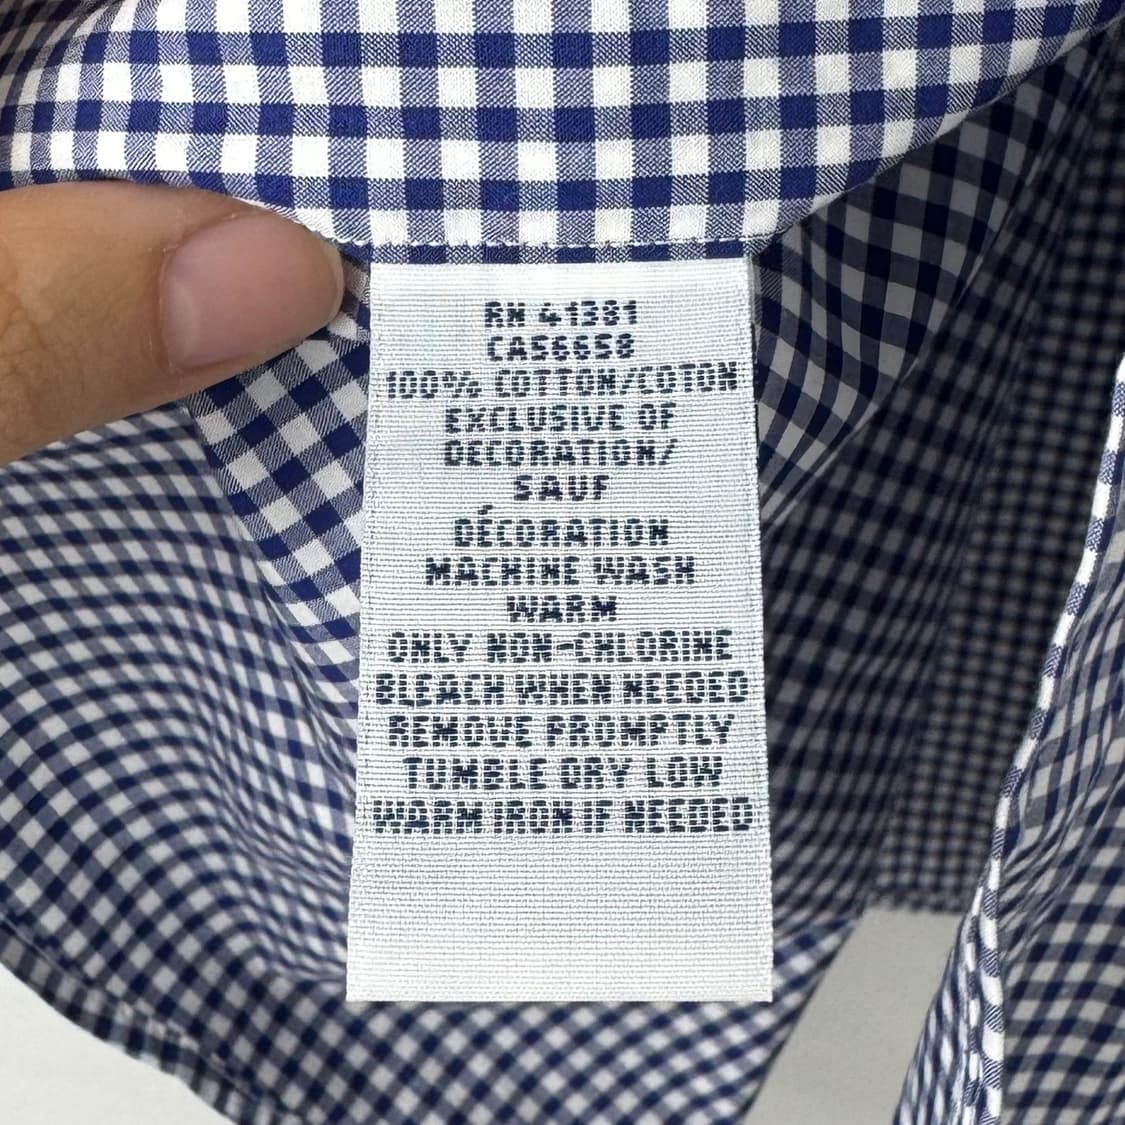 RN 41381
CA56658
100% COTTON/COTON
EXCLUSIVE OF
DECORATION/
SAUF
DÉCORATION
MACHINE WASH
WARM
ONLY NON-CHLORINE
BLEACH WHEN NEEDED
REMOVE PROMPTLY
TUMBLE DRY LOW
WARM IRON IF NEEDED